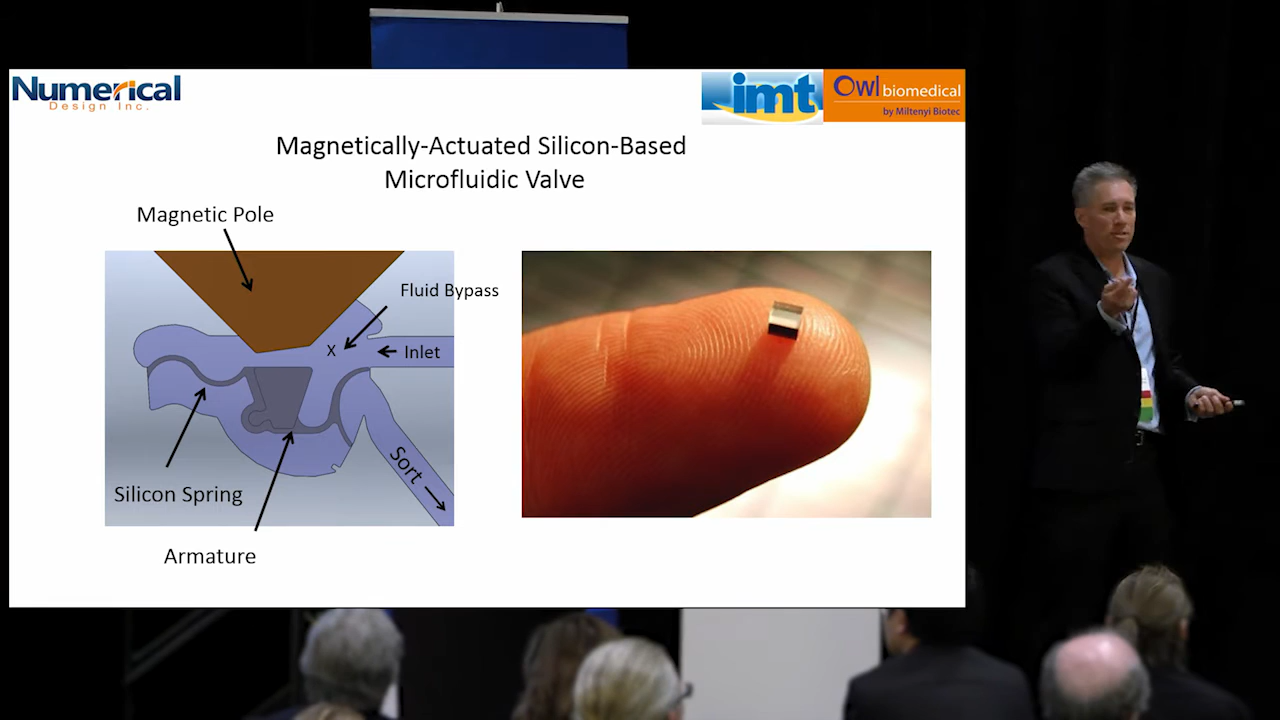 Numerical
Design Inc.
imt
Owl biomedical
by Miltenyi Biotec
Magnetically-Actuated Silicon-Based
Microfluidic Valve
Magnetic Pole
Fluid Bypass
X
Inlet
Sort
Silicon Spring
Armature